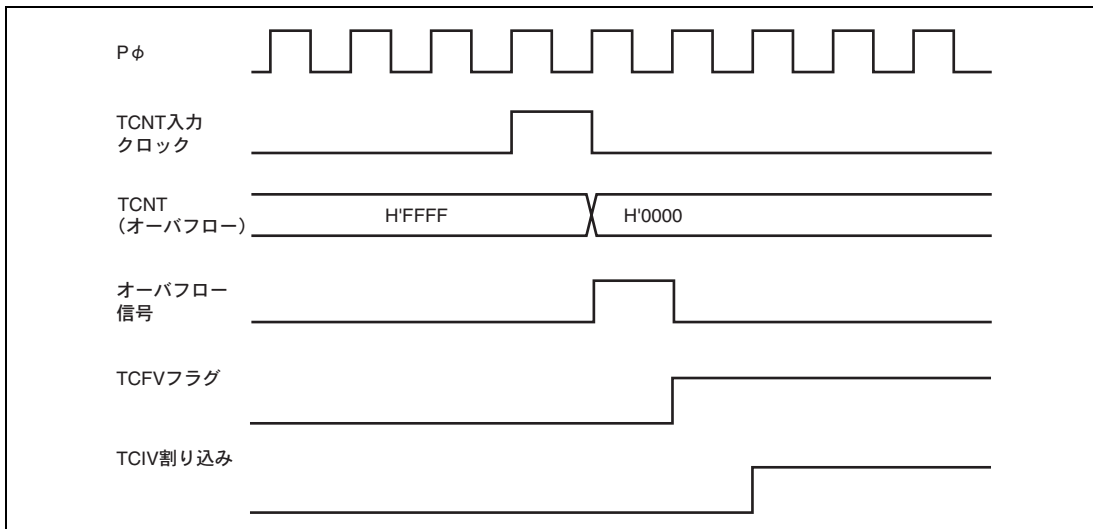 Pφ
TCNT入力
クロック
TCNT
（オーバフロー）
H'FFFF
H'0000
オーバフロー
信号
TCFVフラグ
TCIV割り込み